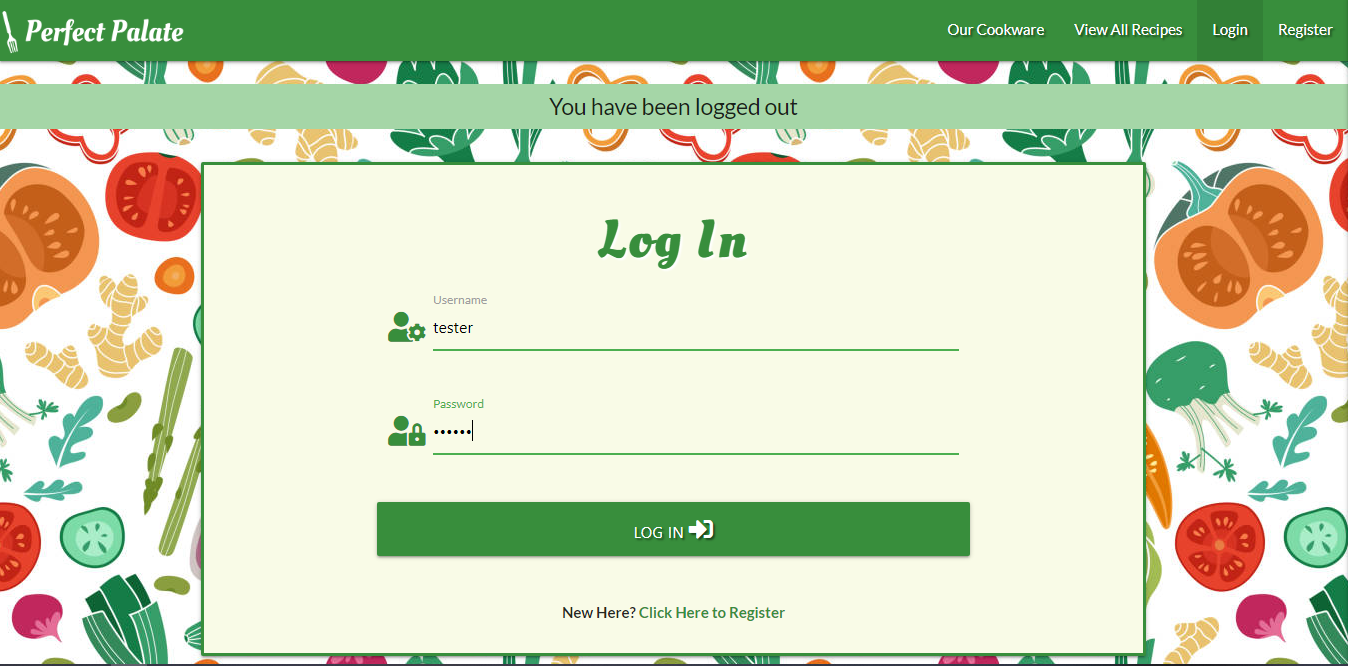 Perfect Palate
Our Cookware
View All Recipes
Login
Register
You have been logged out
Log In
Username
tester
Password
••••••
LOG IN
New Here? Click Here to Register